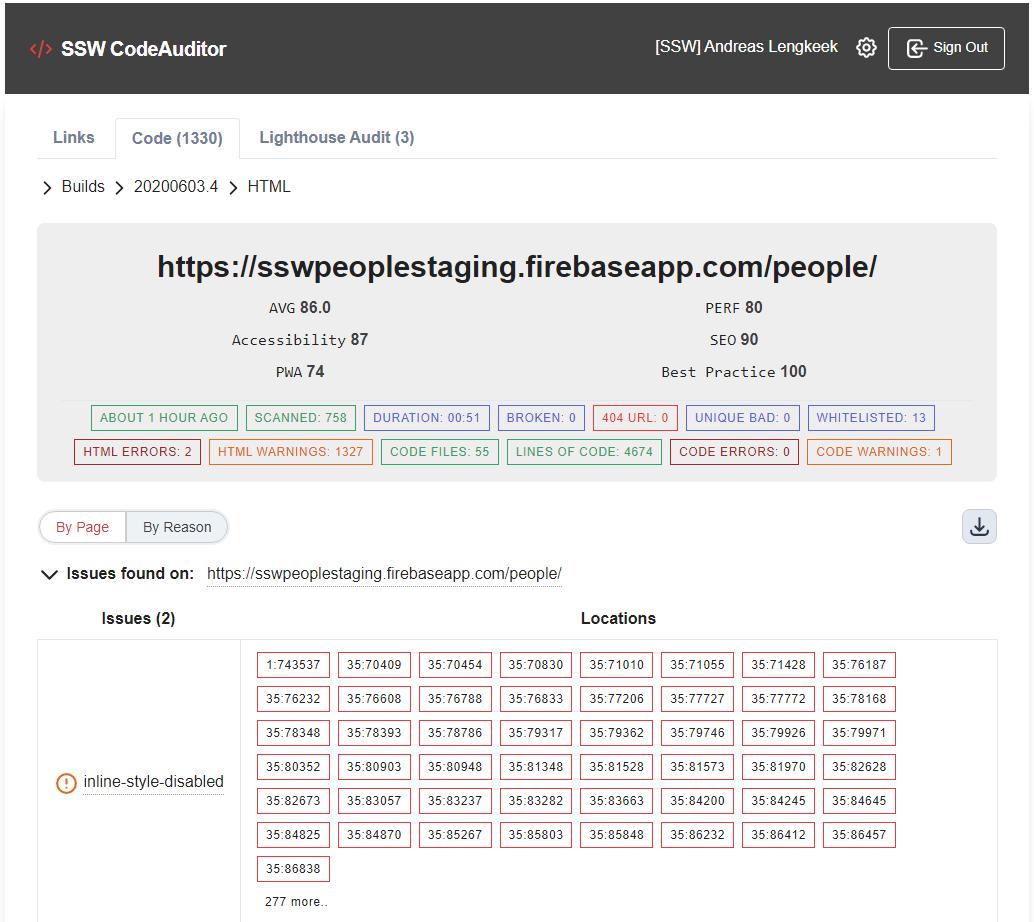 </> SSW CodeAuditor
[SSW] Andreas Lengkeek
Sign Out
Links Code (1330) Lighthouse Audit (3)
Builds 20200603.4 HTML
https://sswpeoplestaging.firebaseapp.com/people/
AVG 86.0 PERF 80
Accessibility 87 SEO 90
PWA 74 Best Practice 100
ABOUT 1 HOUR AGO SCANNED: 758 DURATION: 00:51 BROKEN: 0 404 URL: 0 UNIQUE BAD: 0 WHITELISTED: 13
HTML ERRORS: 2 HTML WARNINGS: 1327 CODE FILES: 55 LINES OF CODE: 4674 CODE ERRORS: 0 CODE WARNINGS: 1
By Page By Reason
Issues found on: https://sswpeoplestaging.firebaseapp.com/people/
Issues (2) Locations
inline-style-disabled
1:743537 35:70409 35:70454 35:70830 35:71010 35:71055 35:71428 35:76187
35:76232 35:76608 35:76788 35:76833 35:77206 35:77727 35:77772 35:78168
35:78348 35:78393 35:78786 35:79317 35:79362 35:79746 35:79926 35:79971
35:80352 35:80903 35:80948 35:81348 35:81528 35:81573 35:81970 35:82628
35:82673 35:83057 35:83237 35:83282 35:83663 35:84200 35:84245 35:84645
35:84825 35:84870 35:85267 35:85803 35:85848 35:86232 35:86412 35:86457
35:86838
277 more..